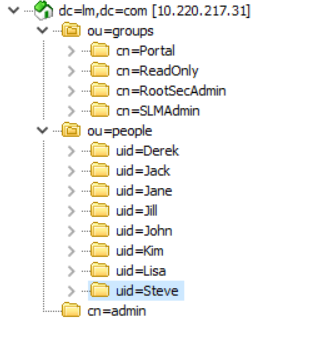 dc=lm,dc=com [10.220.217.31]
ou=groups
cn=Portal
cn=ReadOnly
cn=RootSecAdmin
cn=SLMAdmin
ou=people
uid=Derek
uid=Jack
uid=Jane
uid=Jill
uid=John
uid=Kim
uid=Lisa
uid=Steve
cn=admin